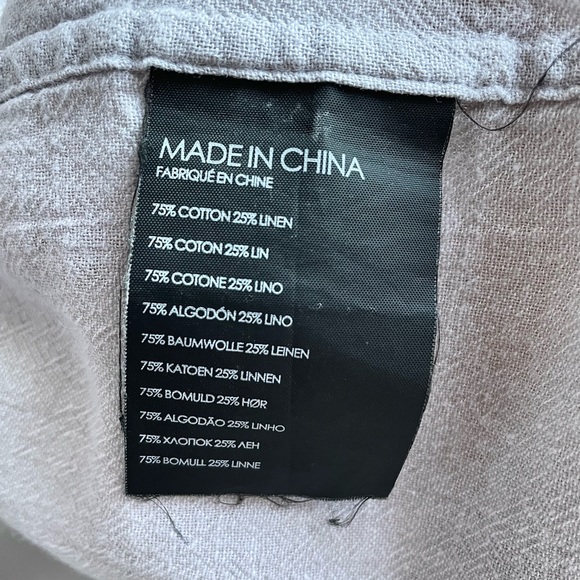 MADE IN CHINA
FABRIQUÉ EN CHINE
75% COTTON 25% LINEN
75% COTON 25% LIN
75% COTONE 25% LINO
75% ALGODÓN 25% LINO
75% BAUMWOLLE 25% LEINEN
75% KATOEN 25% LINNEN
75% BOMULD 25% HØR
75% ALGODÃO 25% LINHO
75% ХЛОПОК 25% ЛЕН
75% BOMULL 25% LINNE